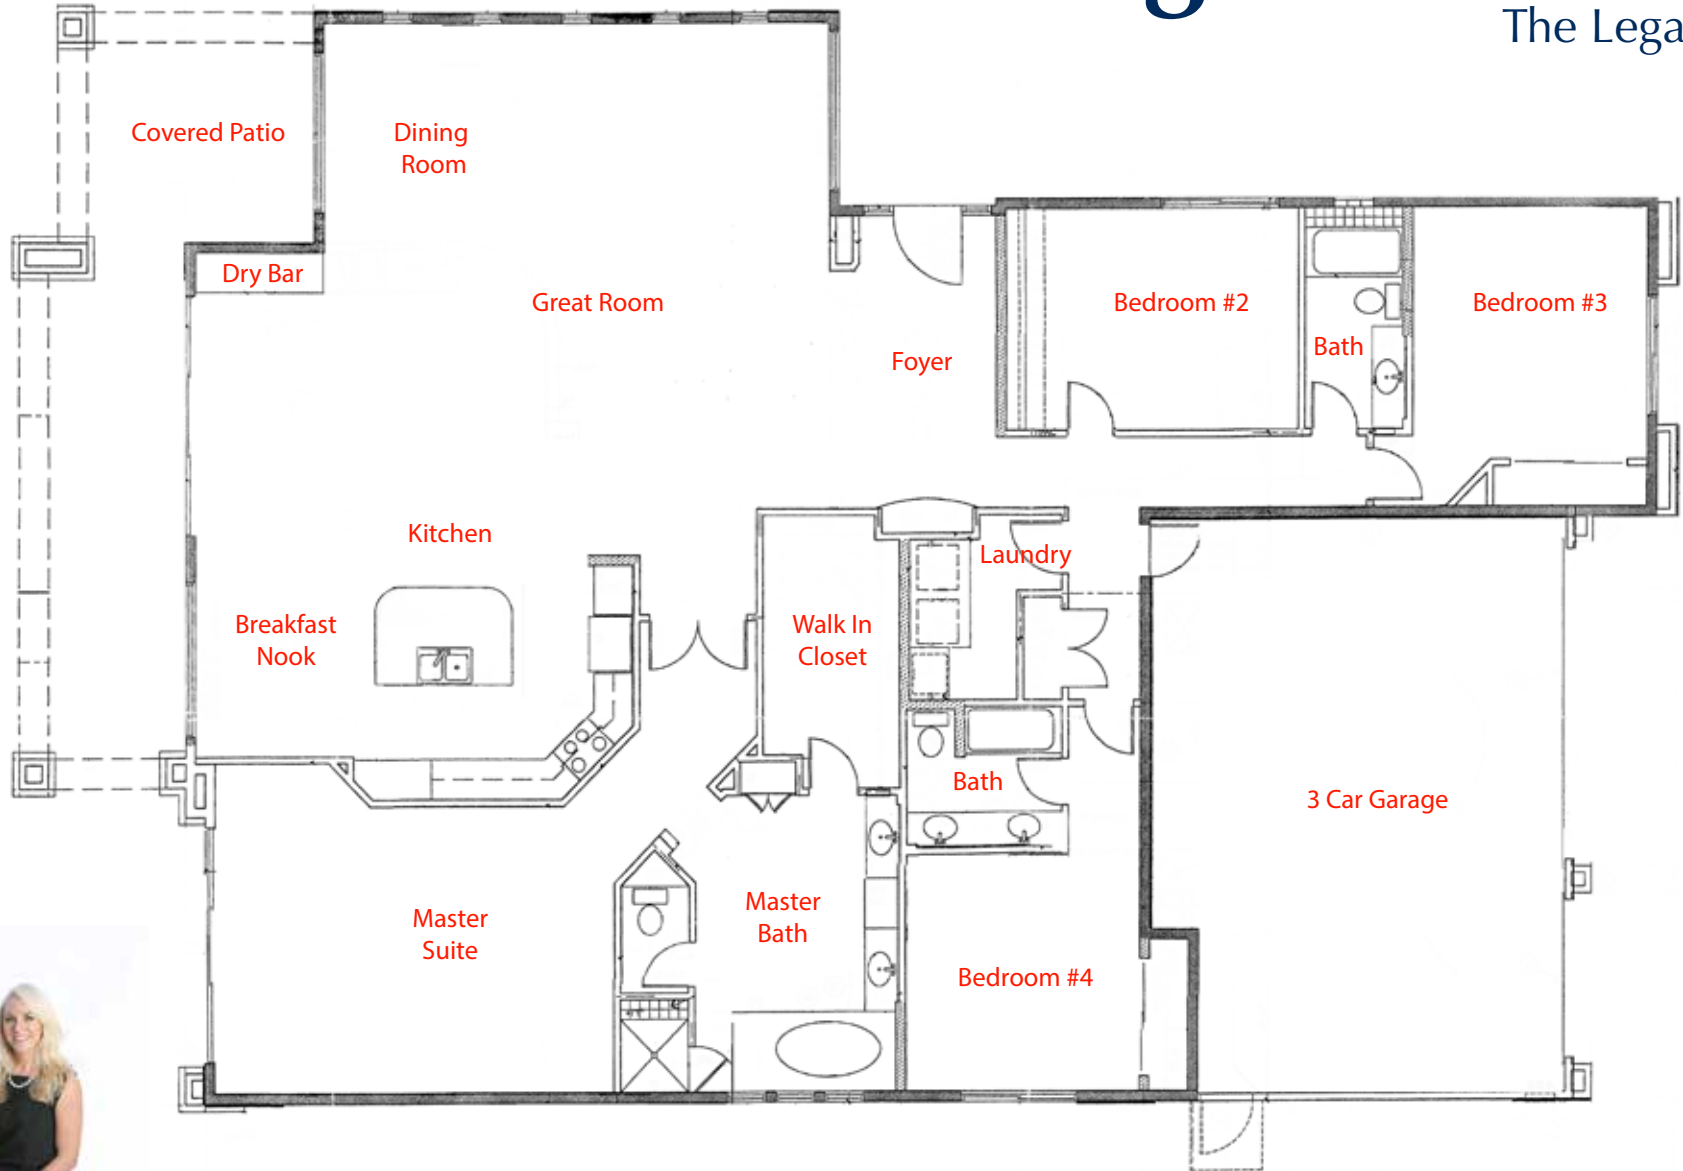 The Lega
Covered Patio
Dining
Room
Dry Bar
Great Room
Foyer
Bedroom #2
Bath
Bedroom #3
Kitchen
Laundry
Breakfast
Nook
Walk In
Closet
Bath
3 Car Garage
Master
Suite
Master
Bath
Bedroom #4